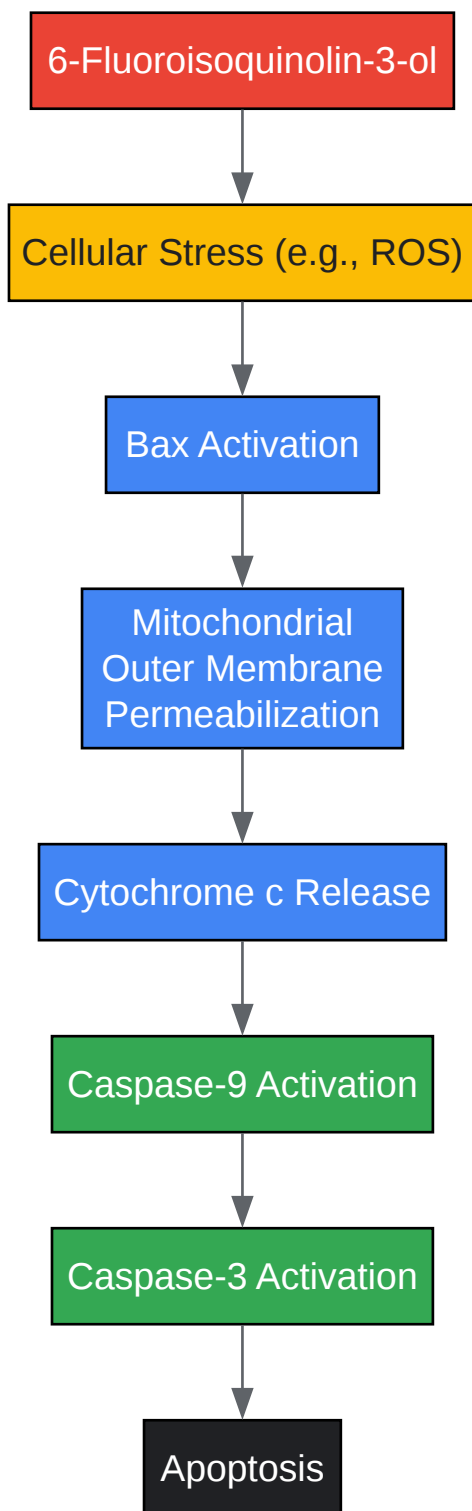 6-Fluoroisoquinolin-3-ol
Cellular Stress (e.g., ROS)
Bax Activation
Mitochondrial
Outer Membrane
Permeabilization
Cytochrome c Release
Caspase-9 Activation
Caspase-3 Activation
Apoptosis